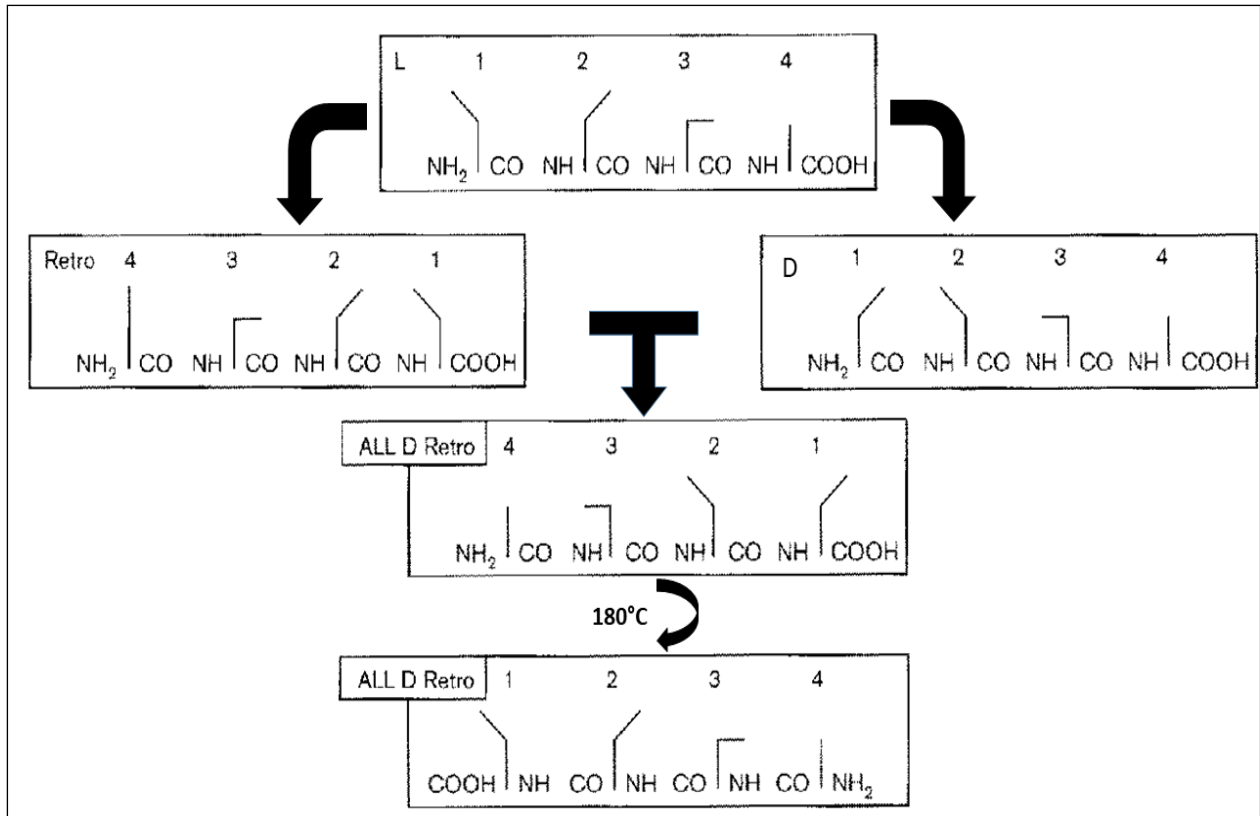 L 1 2 3 4
NH2 CO NH CO NH CO NH COOH
Retro 4 3 2 1
NH2 CO NH CO NH CO NH COOH
D 1 2 3 4
NH2 CO NH CO NH CO NH COOH
ALL D Retro 4 3 2 1
NH2 CO NH CO NH CO NH COOH
180°C
ALL D Retro 1 2 3 4
COOH NH CO NH CO NH CO NH2